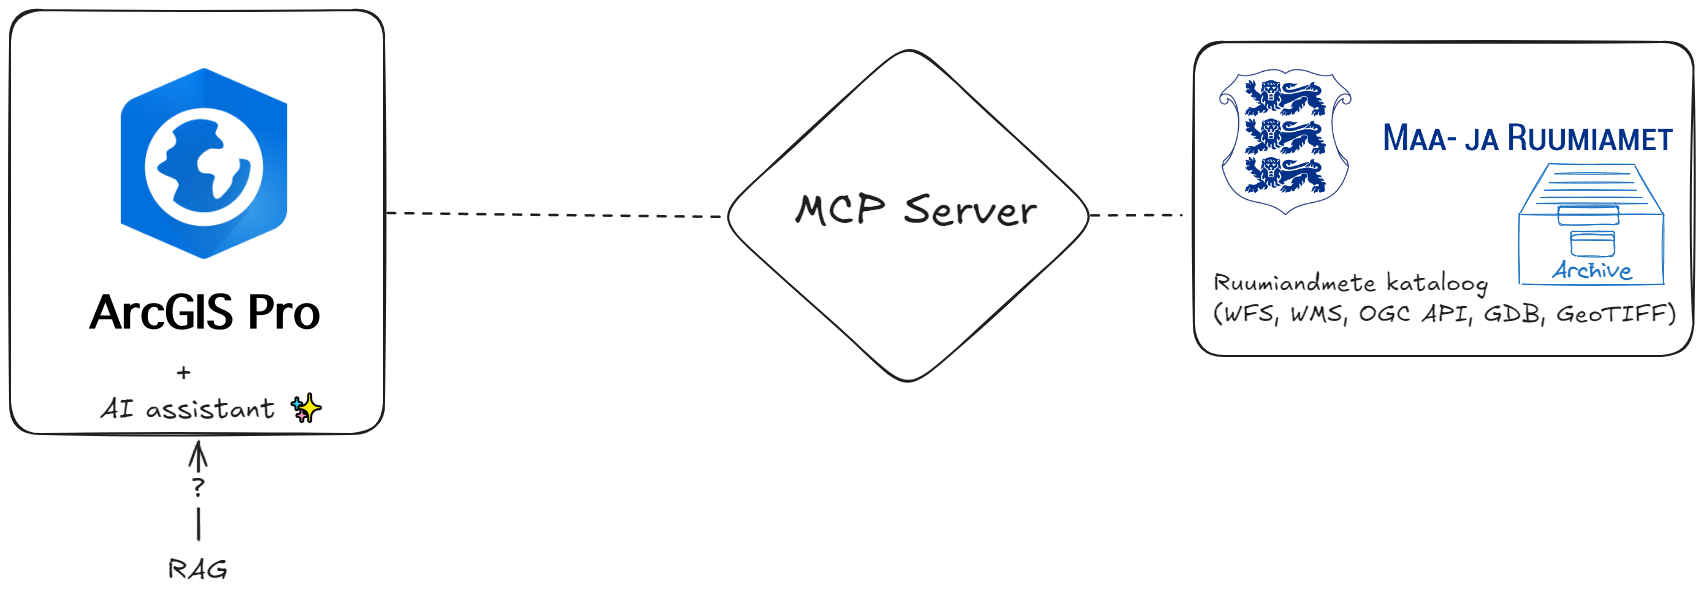 ArcGIS Pro
+
AI assistant
?
RAG
MCP Server
MAA- JA RUUMIAMET
Archive
Ruumiandmete kataloog
(WFS, WMS, OGC API, GDB, GeoTIFF)